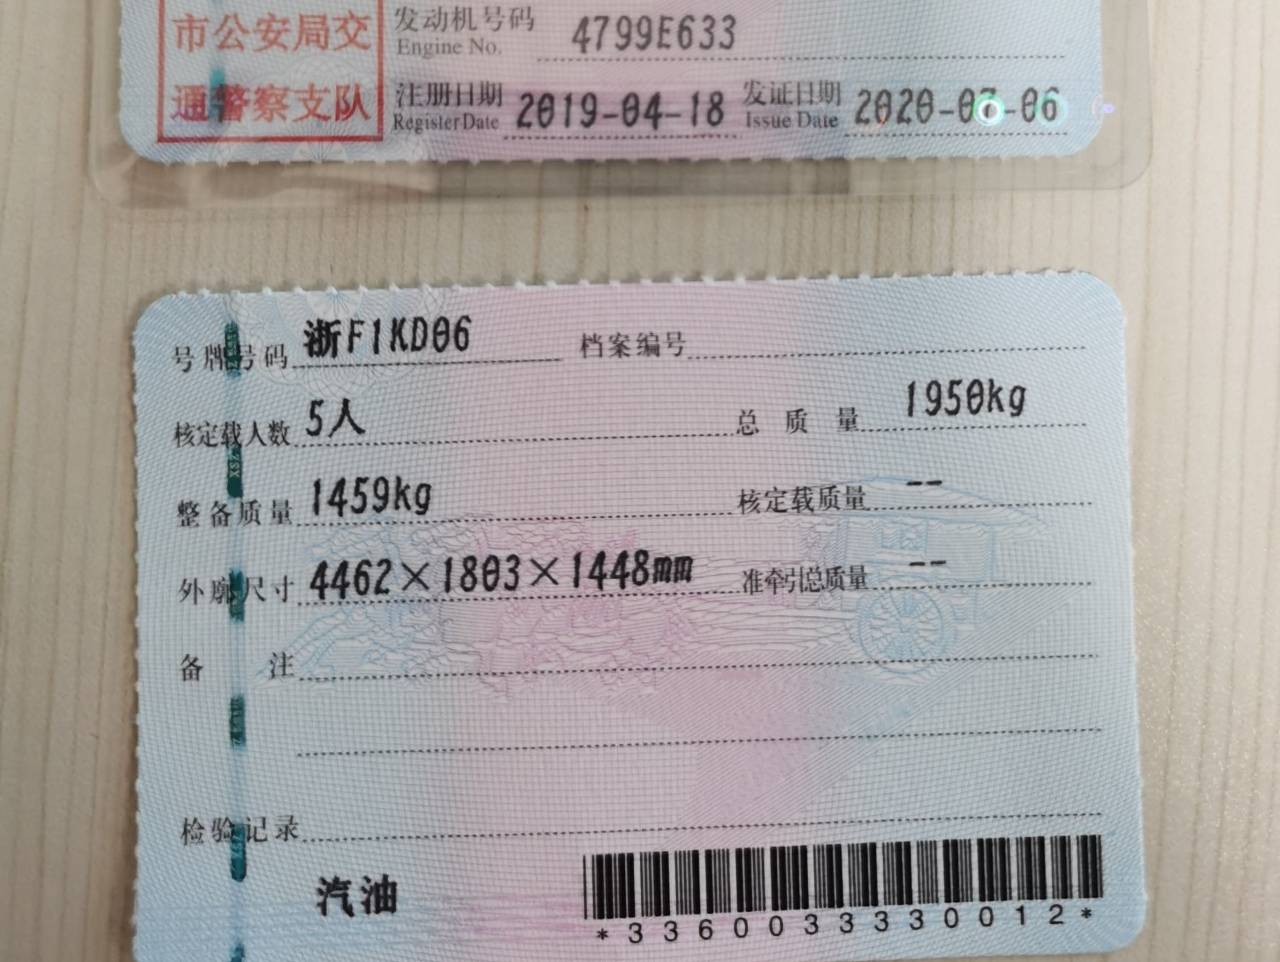 市公安局交
通警察支队
发动机号码 4799E633
Engine No.
注册日期 2019-04-18 发证日期 2020-07-06
Register Date Issue Date
号牌号码 浙F1KD06 档案编号
核定载人数 5人 总质量 1950kg
整备质量 1459kg 核定载质量 --
外廓尺寸 4462×1803×1448mm 准牵引总质量 --
备注
检验记录
汽油
*3360033330012*